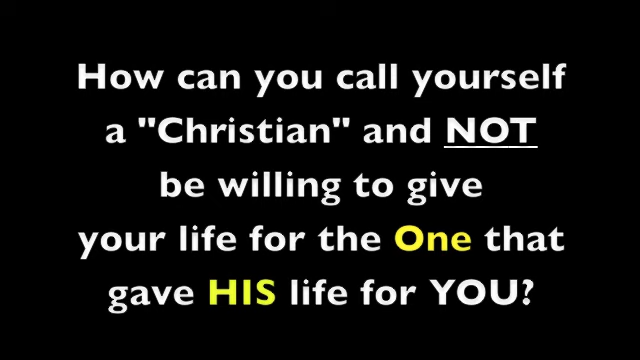 How can you call yourself
a "Christian" and NOT
be willing to give
your life for the One that
gave HIS life for YOU?